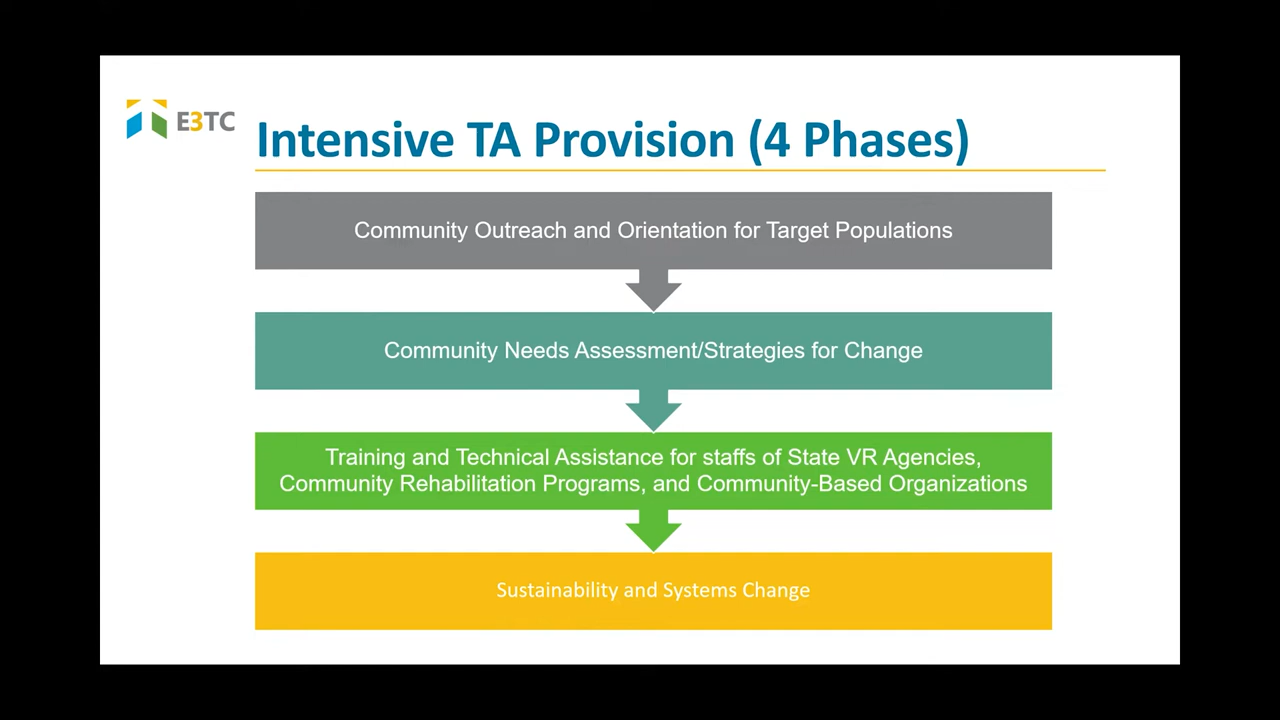 E3TC
Intensive TA Provision (4 Phases)
Community Outreach and Orientation for Target Populations
Community Needs Assessment/Strategies for Change
Training and Technical Assistance for staffs of State VR Agencies,
Community Rehabilitation Programs, and Community-Based Organizations
Sustainability and Systems Change